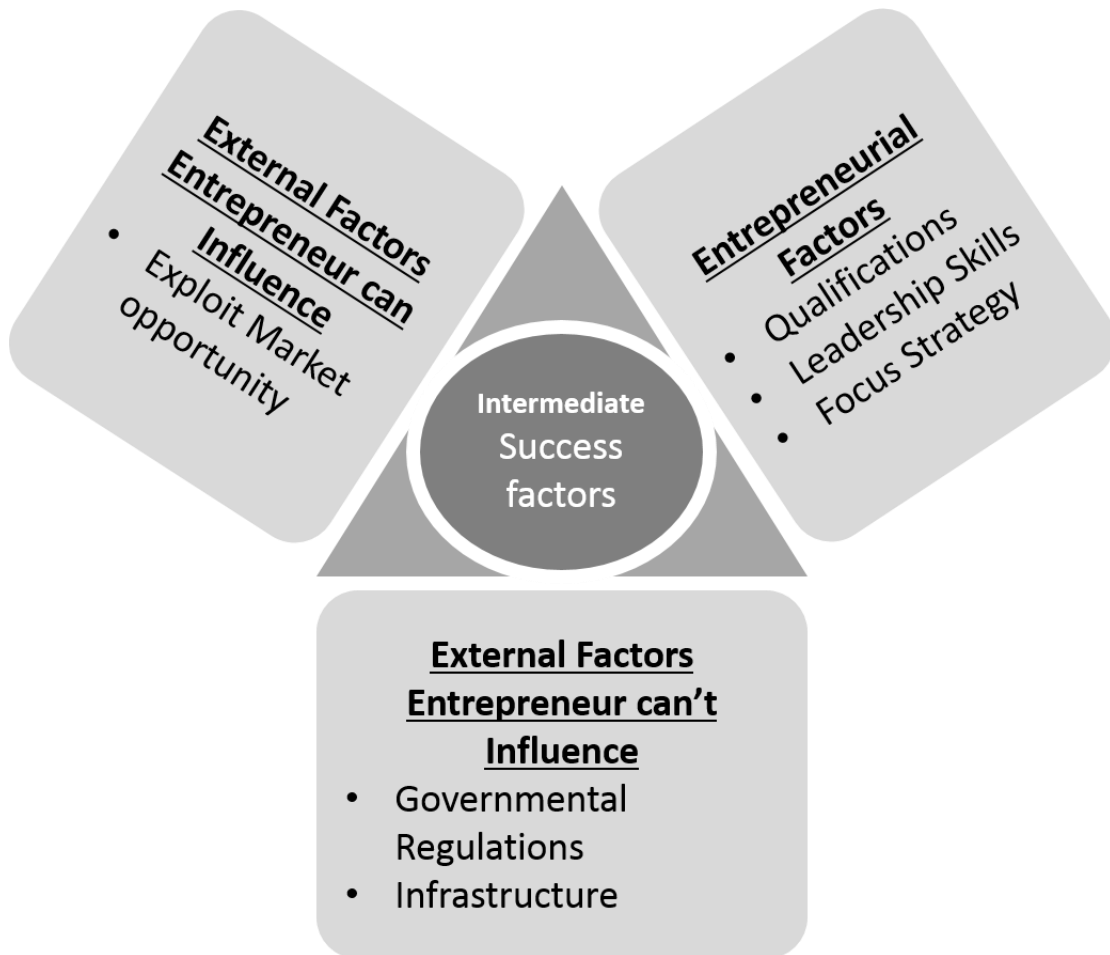 External Factors
Entrepreneur can
Influence
• Exploit Market
opportunity
Entrepreneurial
Factors
• Qualifications
• Leadership Skills
• Focus Strategy
Intermediate
Success
factors
External Factors
Entrepreneur can’t
Influence
• Governmental
Regulations
• Infrastructure